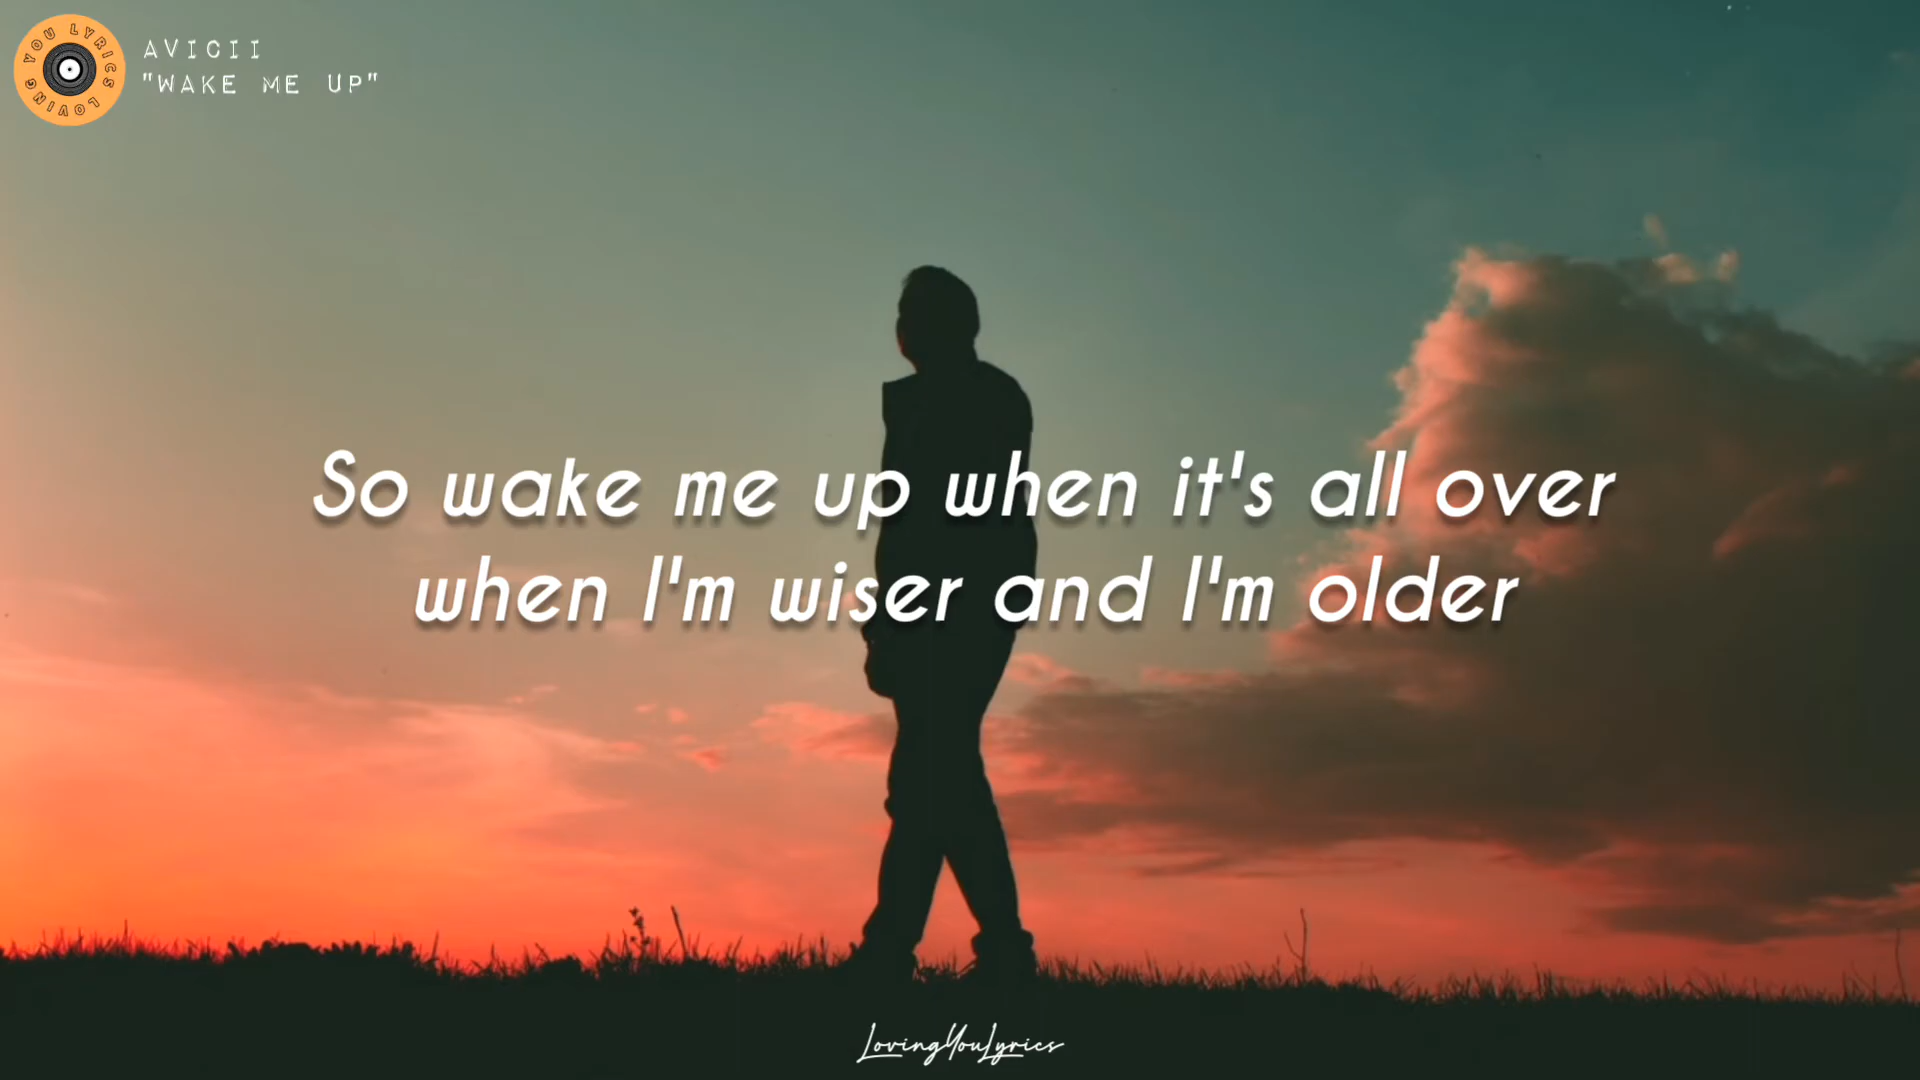 YOU LYRICS LOVING
AVICII
"WAKE ME UP"
So wake me up when it's all over
when I'm wiser and I'm older
LovingYouLyrics